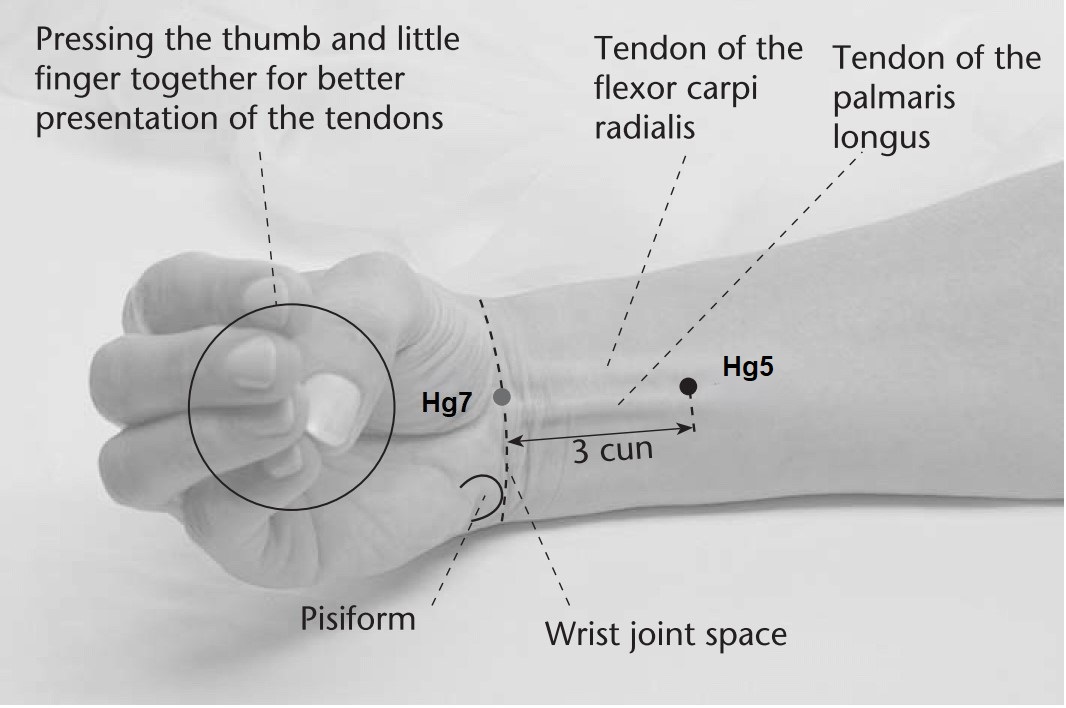 Pressing the thumb and little
finger together for better
presentation of the tendons
Tendon of the
flexor carpi
radialis
Tendon of the
palmaris
longus
Hg5
Hg7
3 cun
Pisiform
Wrist joint space